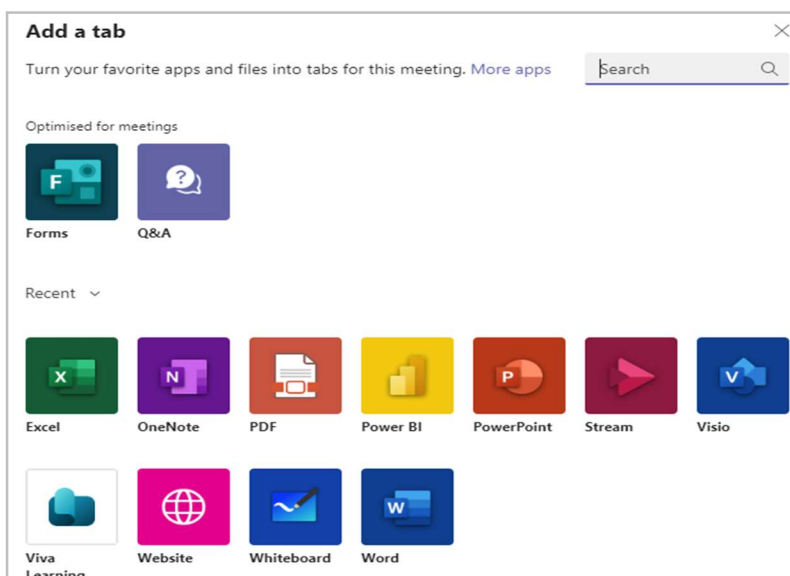 Add a tab
Turn your favorite apps and files into tabs for this meeting. More apps
Search
Optimised for meetings
F
?
Forms
Q&A
Recent
X
N
P
V
Excel
OneNote
PDF
Power BI
PowerPoint
Stream
Visio
W
Viva
Learning
Website
Whiteboard
Word